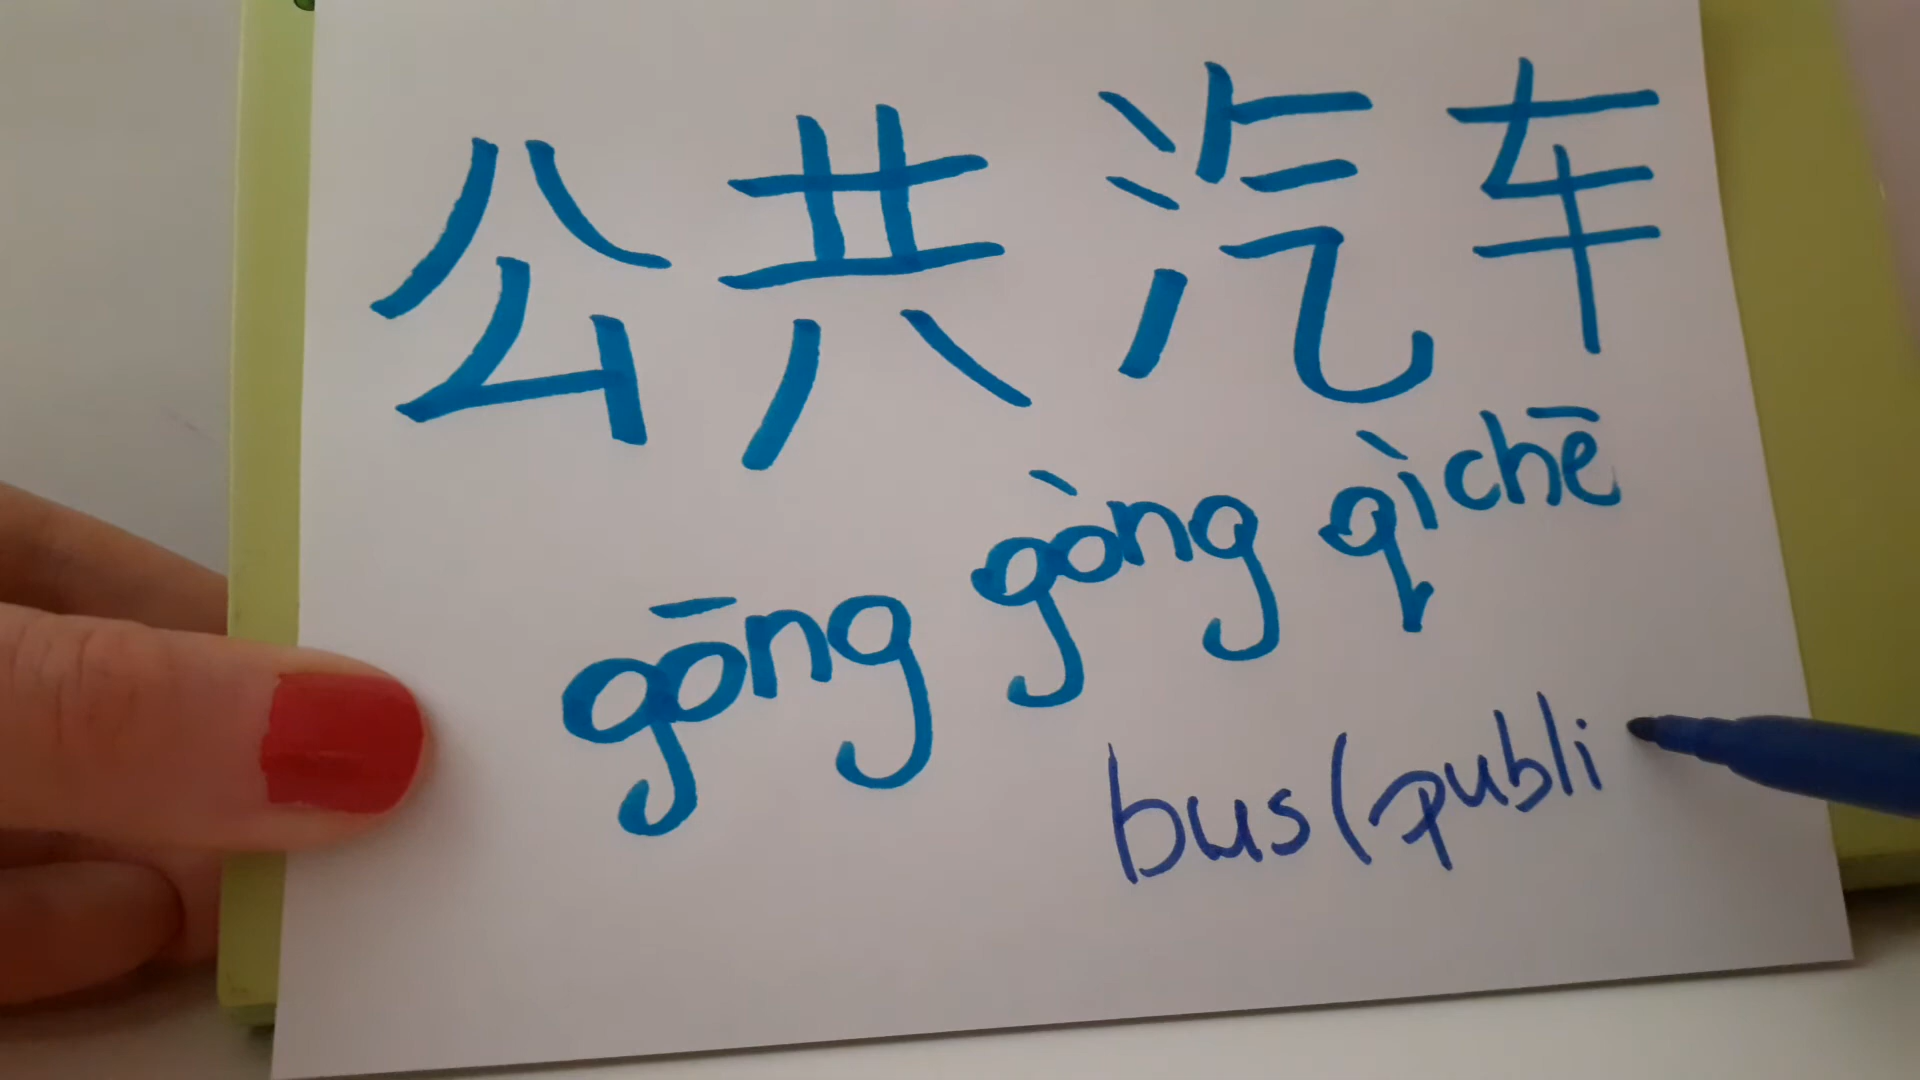 公共汽车
gōng gòng qìchē
bus (publi